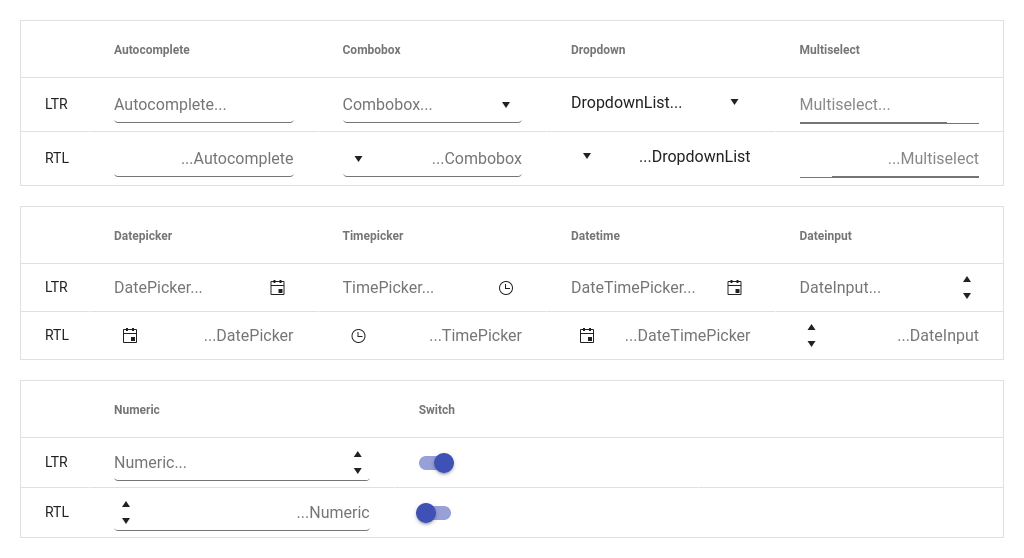 Autocomplete Combobox Dropdown Multiselect
LTR Autocomplete... Combobox... DropdownList... Multiselect...
RTL ...Autocomplete ...Combobox ...DropdownList ...Multiselect
Datepicker Timepicker Datetime Dateinput
LTR DatePicker... TimePicker... DateTimePicker... DateInput...
RTL ...DatePicker ...TimePicker ...DateTimePicker ...DateInput
Numeric Switch
LTR Numeric...
RTL ...Numeric